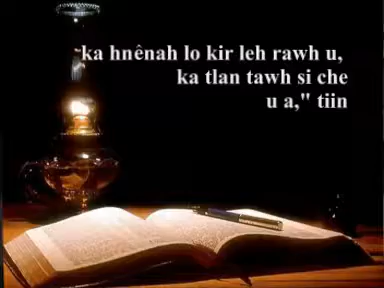 ka hnênah lo kir leh rawh u,
ka tlan tawh si che
u a," tiin